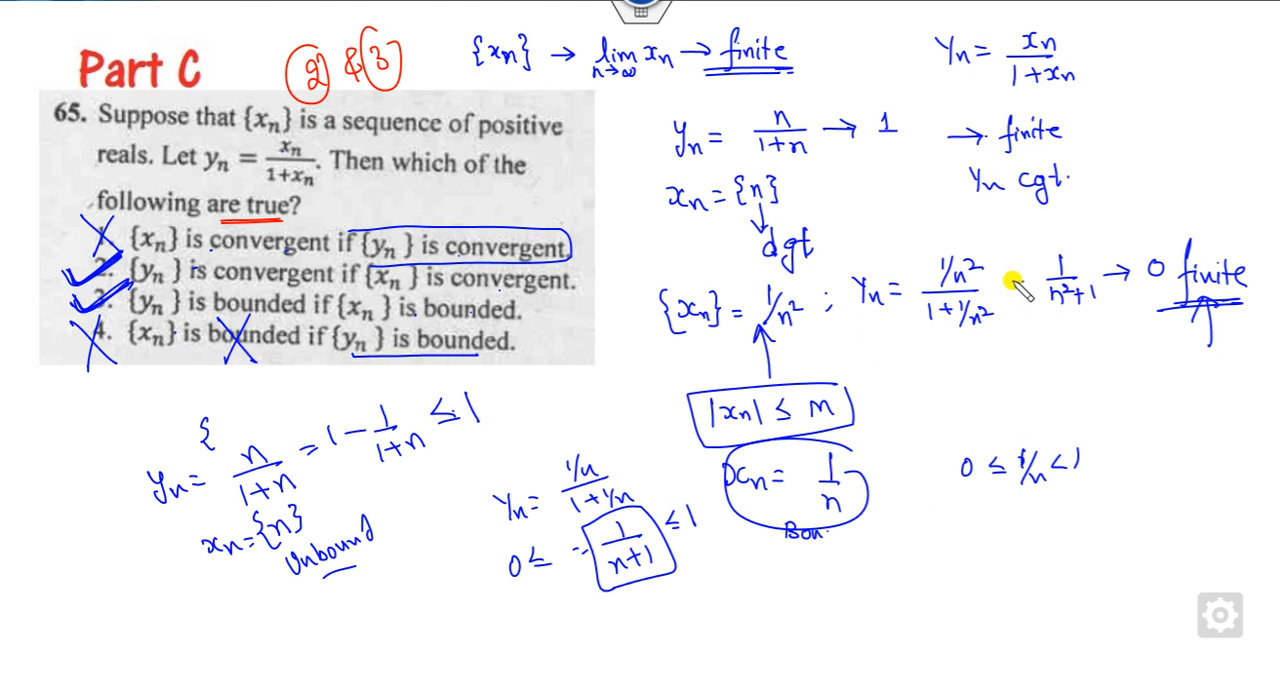 Part C
② & ③
65. Suppose that {xₙ} is a sequence of positive
reals. Let yₙ = xₙ/(1+xₙ). Then which of the
following are true?
1. {xₙ} is convergent if {yₙ} is convergent.
2. {yₙ} is convergent if {xₙ} is convergent.
3. {yₙ} is bounded if {xₙ} is bounded.
4. {xₙ} is bounded if {yₙ} is bounded.
{xₙ} → lim n→∞ xₙ → finite
Yₙ = xₙ/(1+xₙ)
→ finite
Yₙ cgt.
yₙ = n/(1+n) → 1
xₙ = {n}
↓
dgt
{xₙ} = 1/n² ; Yₙ = (1/n²)/(1+1/n²) = 1/(n²+1) → 0 finite
|xₙ| ≤ M
xₙ = 1/n
Boun.
0 ≤ 1/n < 1
{
yₙ = n/(1+n) = 1 - 1/(1+n) ≤ 1
xₙ = {n}
Unbound
Yₙ = (1/n)/(1+1/n)
0 ≤ = 1/(n+1) ≤ 1